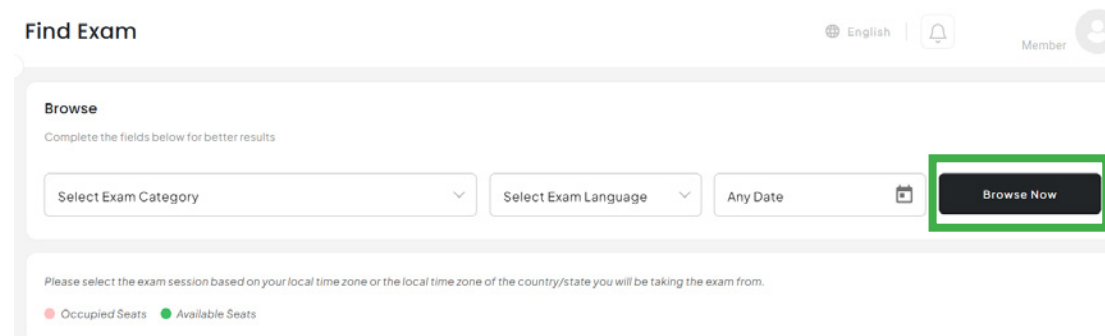 Find Exam
English
Member
Browse
Complete the fields below for better results
Select Exam Category
Select Exam Language
Any Date
Browse Now
Please select the exam session based on your local time zone or the local time zone of the country/state you will be taking the exam from.
Occupied Seats
Available Seats